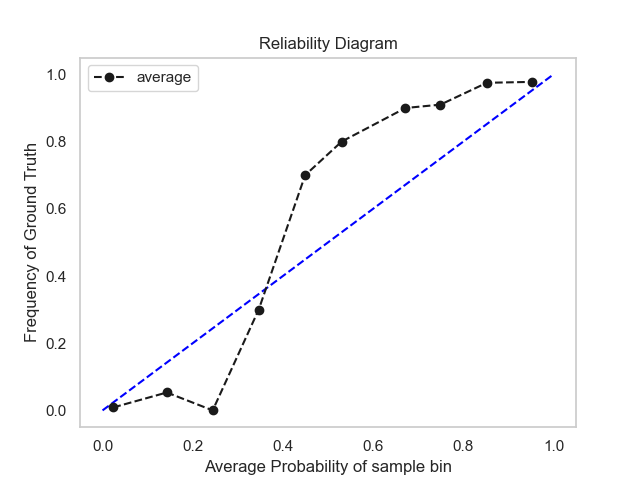 Reliability Diagram
average
1.0
0.8
0.6
0.4
0.2
0.0
Frequency of Ground Truth
0.0 0.2 0.4 0.6 0.8 1.0
Average Probability of sample bin